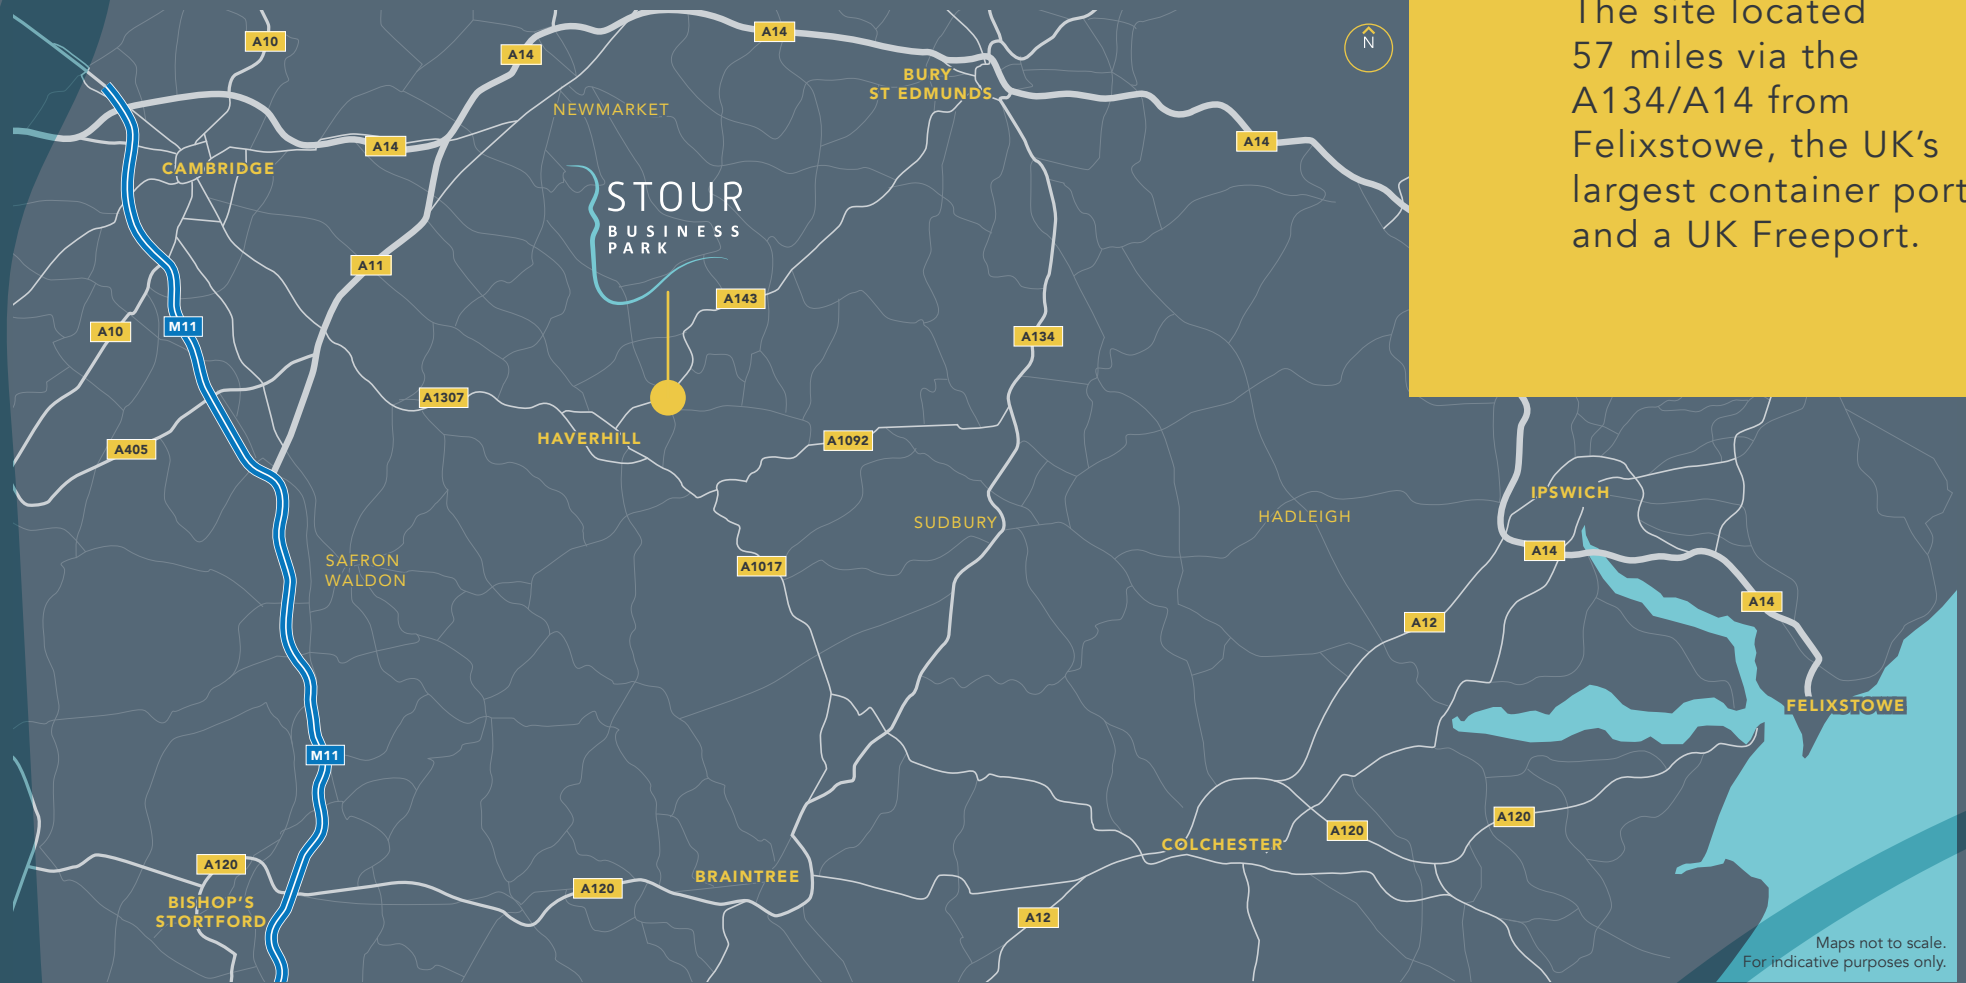 The site located
57 miles via the
A134/A14 from
Felixstowe, the UK’s
largest container port
and a UK Freeport.
N
A10
A14
A14
BURY
ST EDMUNDS
NEWMARKET
A14
A14
CAMBRIDGE
STOUR
BUSINESS
PARK
A11
A143
A10
M11
A134
A1307
HAVERHILL
A1092
A405
IPSWICH
SUDBURY
HADLEIGH
A14
SAFRON
WALDON
A1017
A14
A12
FELIXSTOWE
M11
A120
A120
COLCHESTER
A120
BRAINTREE
A120
BISHOP'S
STORTFORD
A12
Maps not to scale.
For indicative purposes only.